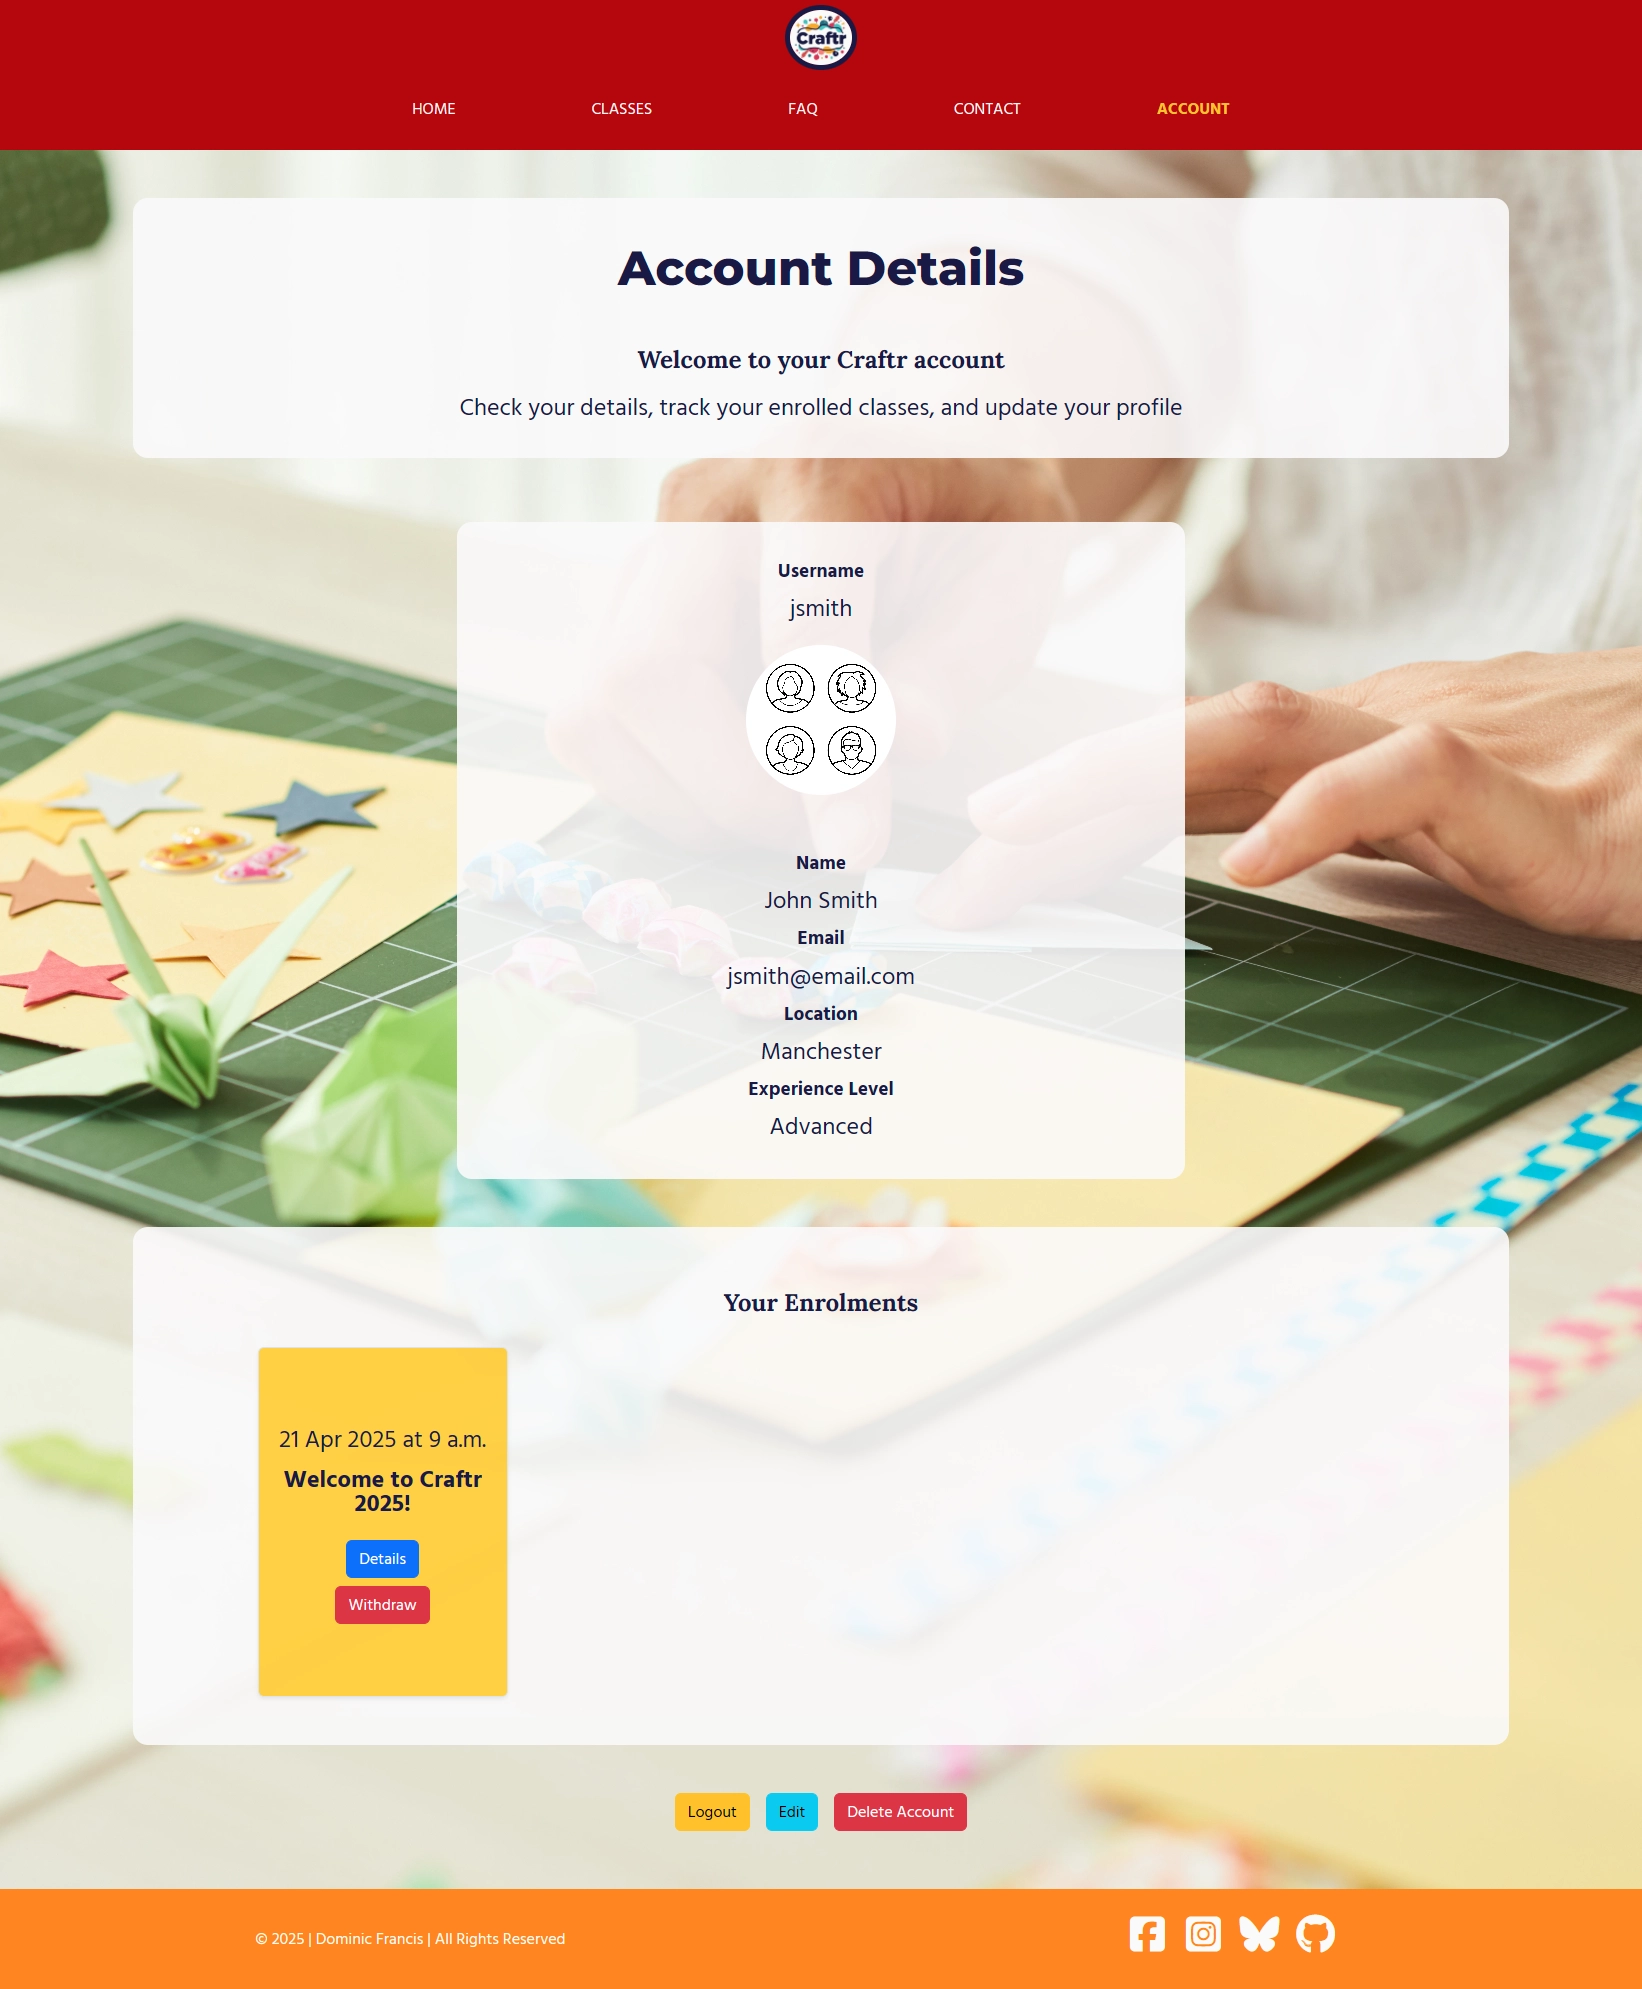 Craftr
HOME CLASSES FAQ CONTACT ACCOUNT
Account Details
Welcome to your Craftr account
Check your details, track your enrolled classes, and update your profile
Username
jsmith
Name
John Smith
Email
jsmith@email.com
Location
Manchester
Experience Level
Advanced
Your Enrolments
21 Apr 2025 at 9 a.m.
Welcome to Craftr
2025!
Details
Withdraw
Logout Edit Delete Account
© 2025 | Dominic Francis | All Rights Reserved